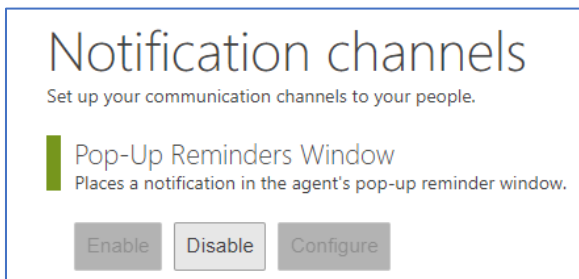 Notification channels
Set up your communication channels to your people.
Pop-Up Reminders Window
Places a notification in the agent's pop-up reminder window.
Enable Disable Configure